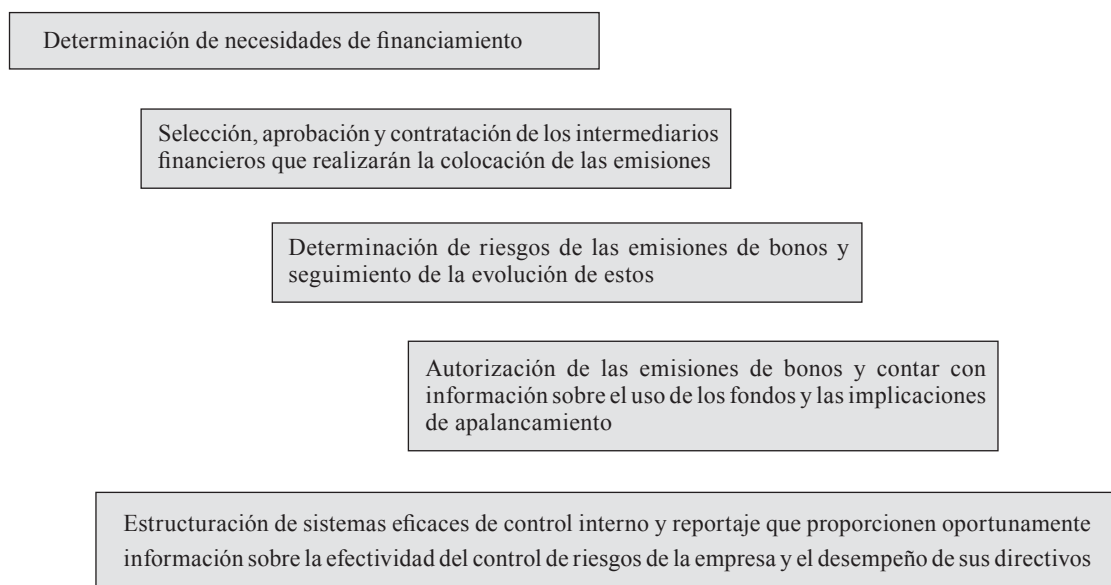 Determinación de necesidades de financiamiento
Selección, aprobación y contratación de los intermediarios
financieros que realizarán la colocación de las emisiones
Determinación de riesgos de las emisiones de bonos y
seguimiento de la evolución de estos
Autorización de las emisiones de bonos y contar con
información sobre el uso de los fondos y las implicaciones
de apalancamiento
Estructuración de sistemas eficaces de control interno y reportaje que proporcionen oportunamente
información sobre la efectividad del control de riesgos de la empresa y el desempeño de sus directivos